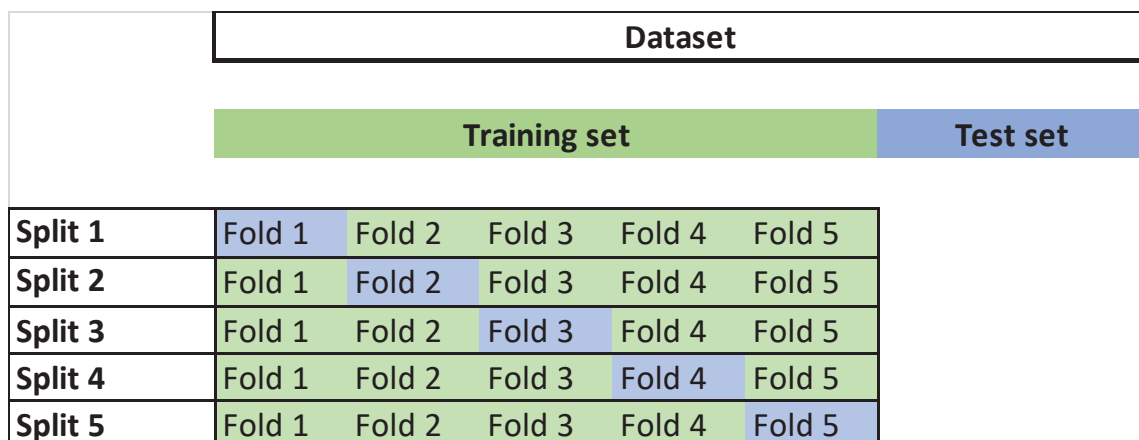 Dataset
Training set Test set
Split 1 Fold 1 Fold 2 Fold 3 Fold 4 Fold 5
Split 2 Fold 1 Fold 2 Fold 3 Fold 4 Fold 5
Split 3 Fold 1 Fold 2 Fold 3 Fold 4 Fold 5
Split 4 Fold 1 Fold 2 Fold 3 Fold 4 Fold 5
Split 5 Fold 1 Fold 2 Fold 3 Fold 4 Fold 5